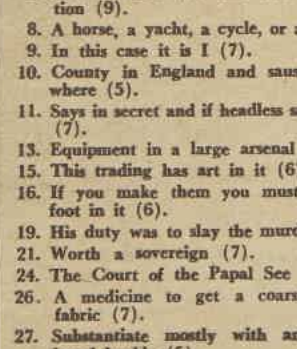 tion (9).
8. A horse, a yacht, a cycle, or a
9. In this case it is I (7).
10. County in England and saus
where (5).
11. Says in secret and if headless s
(7).
13. Equipment in a large arsenal
15. This trading has art in it (6
16. If you make them you must
foot in it (6).
19. His duty was to slay the murd
21. Worth a sovereign (7).
24. The Court of the Papal See
26. A medicine to get a coars
fabric (7).
27. Substantiate mostly with an